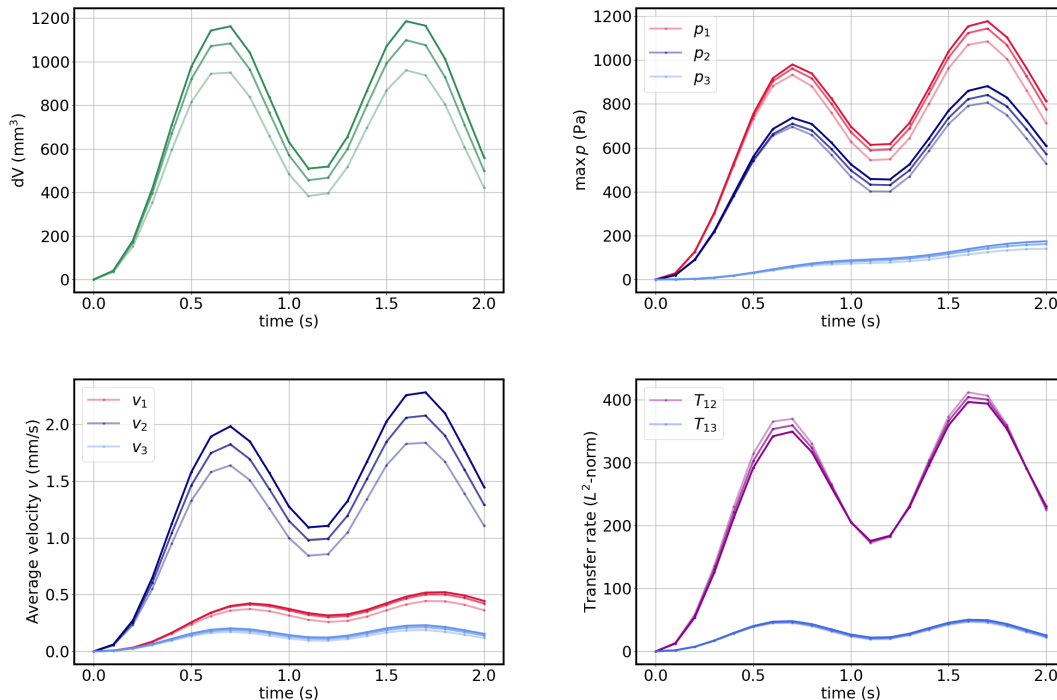 1200
1000
800
600
400
200
0
dV (mm³)
0.0 0.5 1.0 1.5 2.0
time (s)
1200
1000
800
600
400
200
0
max p (Pa)
p₁
p₂
p₃
0.0 0.5 1.0 1.5 2.0
time (s)
2.0
1.5
1.0
0.5
0.0
Average velocity v (mm/s)
v₁
v₂
v₃
0.0 0.5 1.0 1.5 2.0
time (s)
400
300
200
100
0
Transfer rate (L²-norm)
T₁₂
T₁₃
0.0 0.5 1.0 1.5 2.0
time (s)